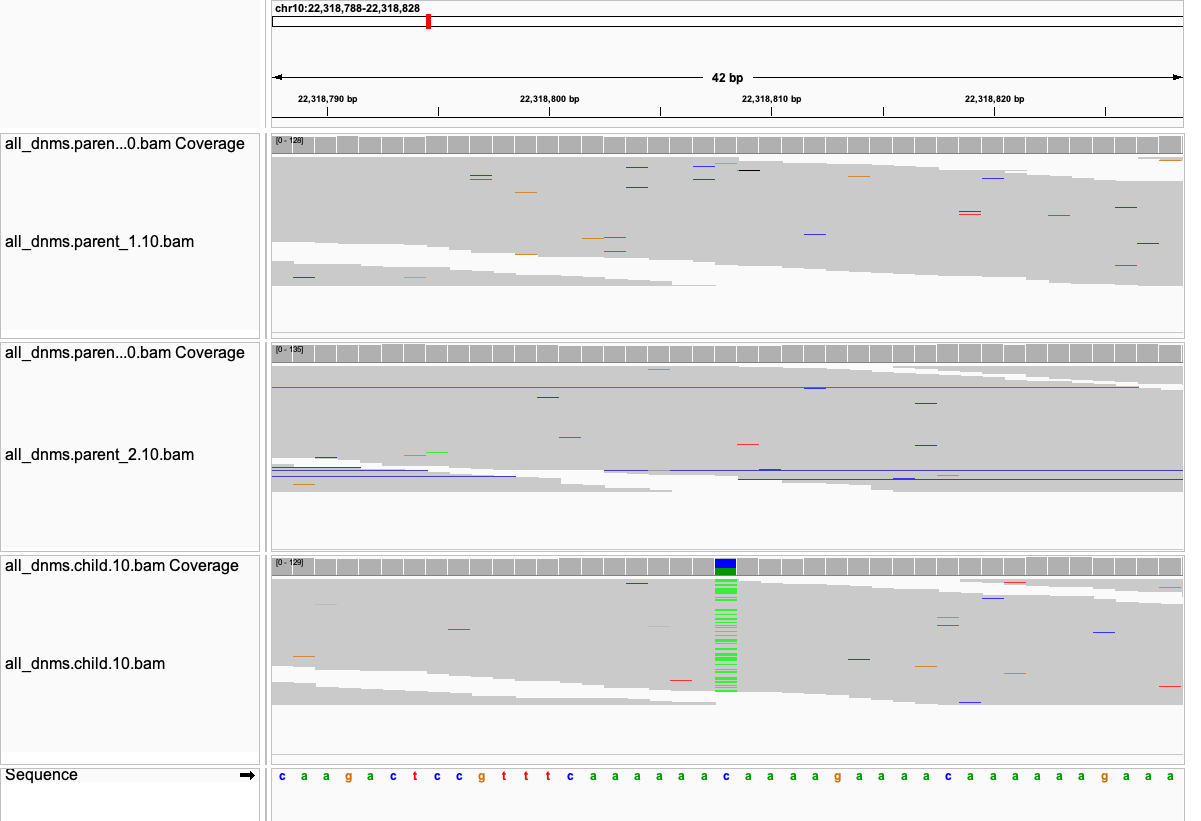 chr10:22,318,788-22,318,828
42 bp
22,318,790 bp 22,318,800 bp 22,318,810 bp 22,318,820 bp
all_dnms.paren...0.bam Coverage
[0 - 128]
all_dnms.parent_1.10.bam
all_dnms.paren...0.bam Coverage
[0 - 135]
all_dnms.parent_2.10.bam
all_dnms.child.10.bam Coverage
[0 - 129]
all_dnms.child.10.bam
Sequence
c a a g a c t c c g t t t c a a a a a a c a a a a g a a a a c a a a a a a g a a a